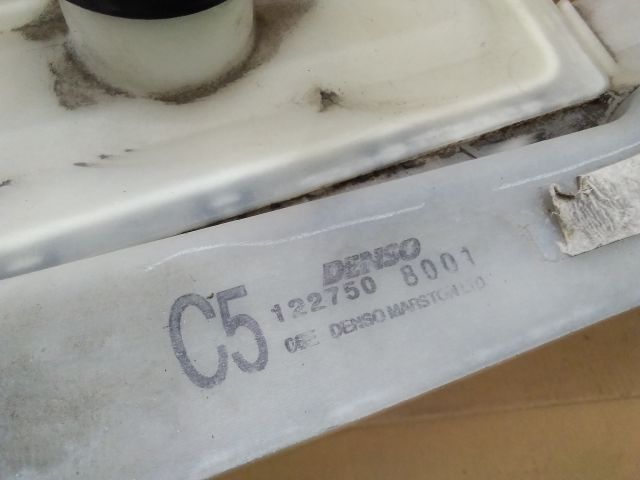 DENSO
C5
122750 8001
DENSO MARSTON LTD